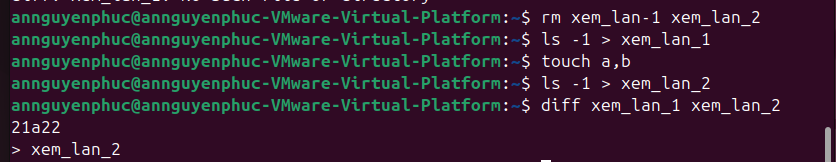 annguyenphuc@annguyenphuc-VMware-Virtual-Platform:~$ rm xem_lan-1 xem_lan_2
annguyenphuc@annguyenphuc-VMware-Virtual-Platform:~$ ls -1 > xem_lan_1
annguyenphuc@annguyenphuc-VMware-Virtual-Platform:~$ touch a,b
annguyenphuc@annguyenphuc-VMware-Virtual-Platform:~$ ls -1 > xem_lan_2
annguyenphuc@annguyenphuc-VMware-Virtual-Platform:~$ diff xem_lan_1 xem_lan_2
21a22
> xem_lan_2